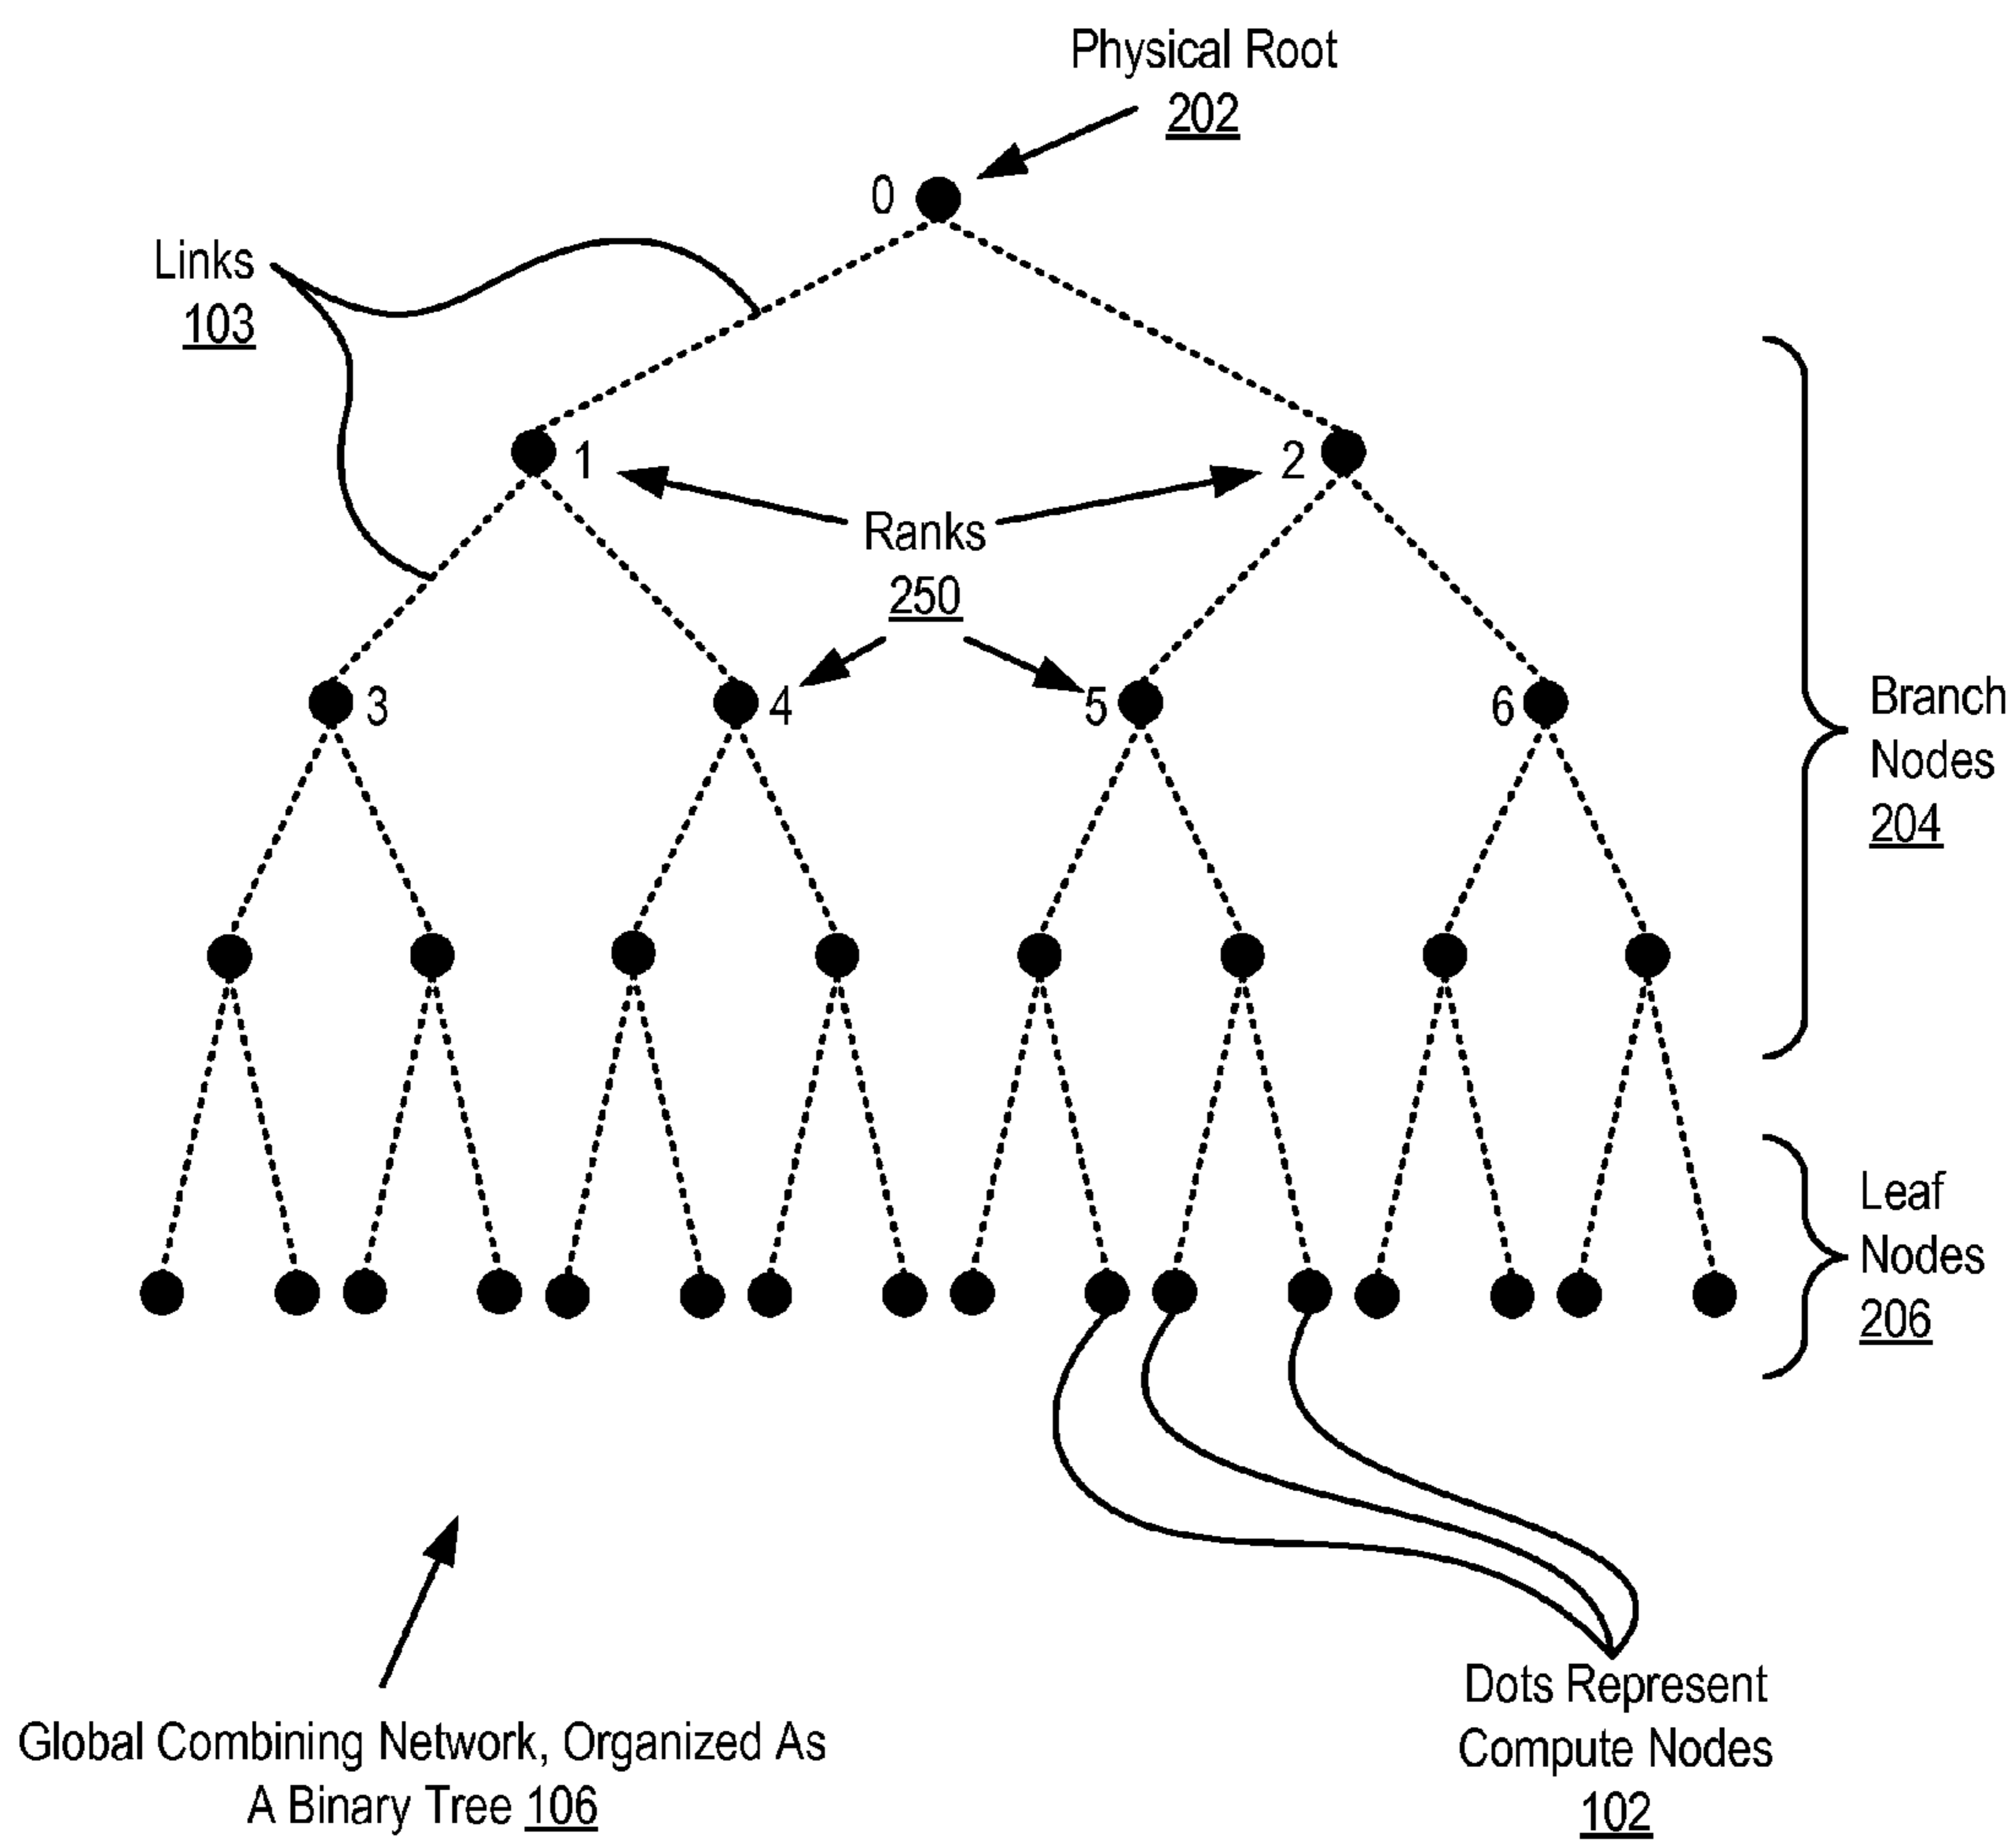 Physical Root
202
0
Links
103
1
2
Ranks
250
3
4
5
6
Branch
Nodes
204
Leaf
Nodes
206
Dots Represent
Compute Nodes
102
Global Combining Network, Organized As
A Binary Tree 106